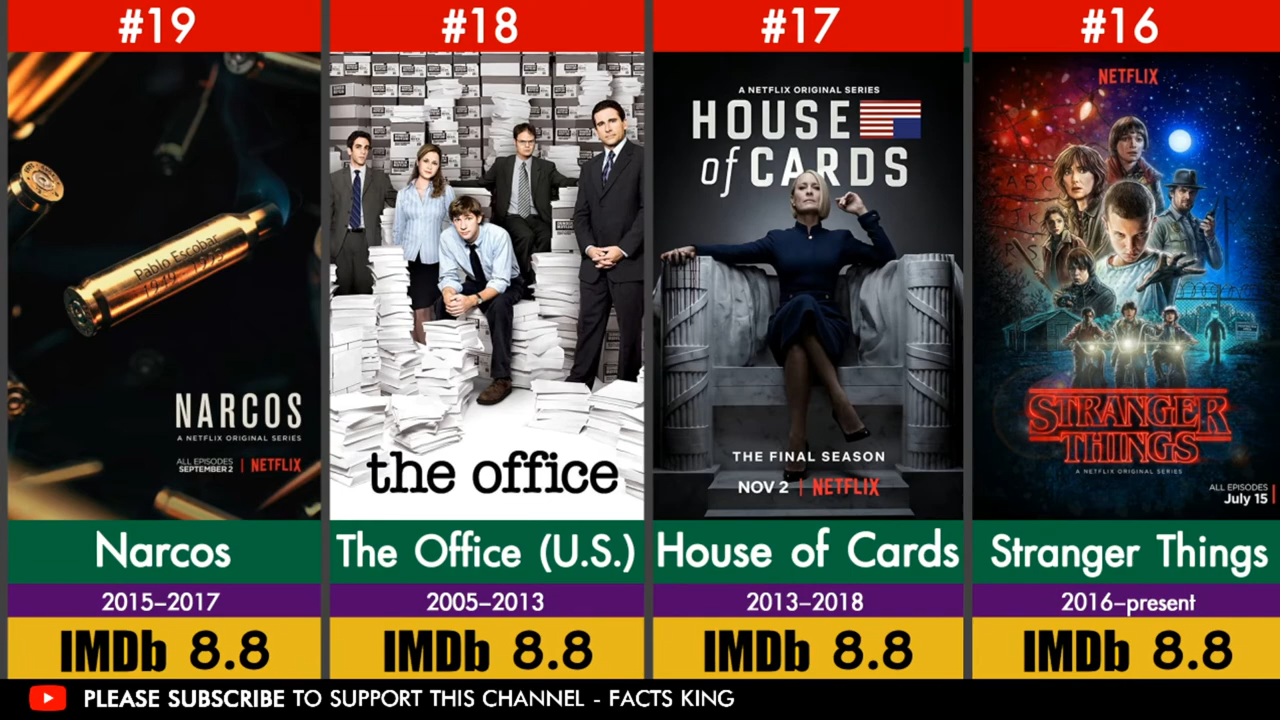 #19
#18
#17
#16
Pablo Escobar
1949 - 1993
NARCOS
A NETFLIX ORIGINAL SERIES
ALL EPISODES
SEPTEMBER 2 | NETFLIX
the office
A NETFLIX ORIGINAL SERIES
HOUSE
of CARDS
THE FINAL SEASON
NOV 2 | NETFLIX
NETFLIX
STRANGER
THINGS
A NETFLIX ORIGINAL SERIES
ALL EPISODES
July 15
Narcos
The Office (U.S.)
House of Cards
Stranger Things
2015–2017
2005–2013
2013–2018
2016–present
IMDb 8.8
IMDb 8.8
IMDb 8.8
IMDb 8.8
PLEASE SUBSCRIBE TO SUPPORT THIS CHANNEL - FACTS KING